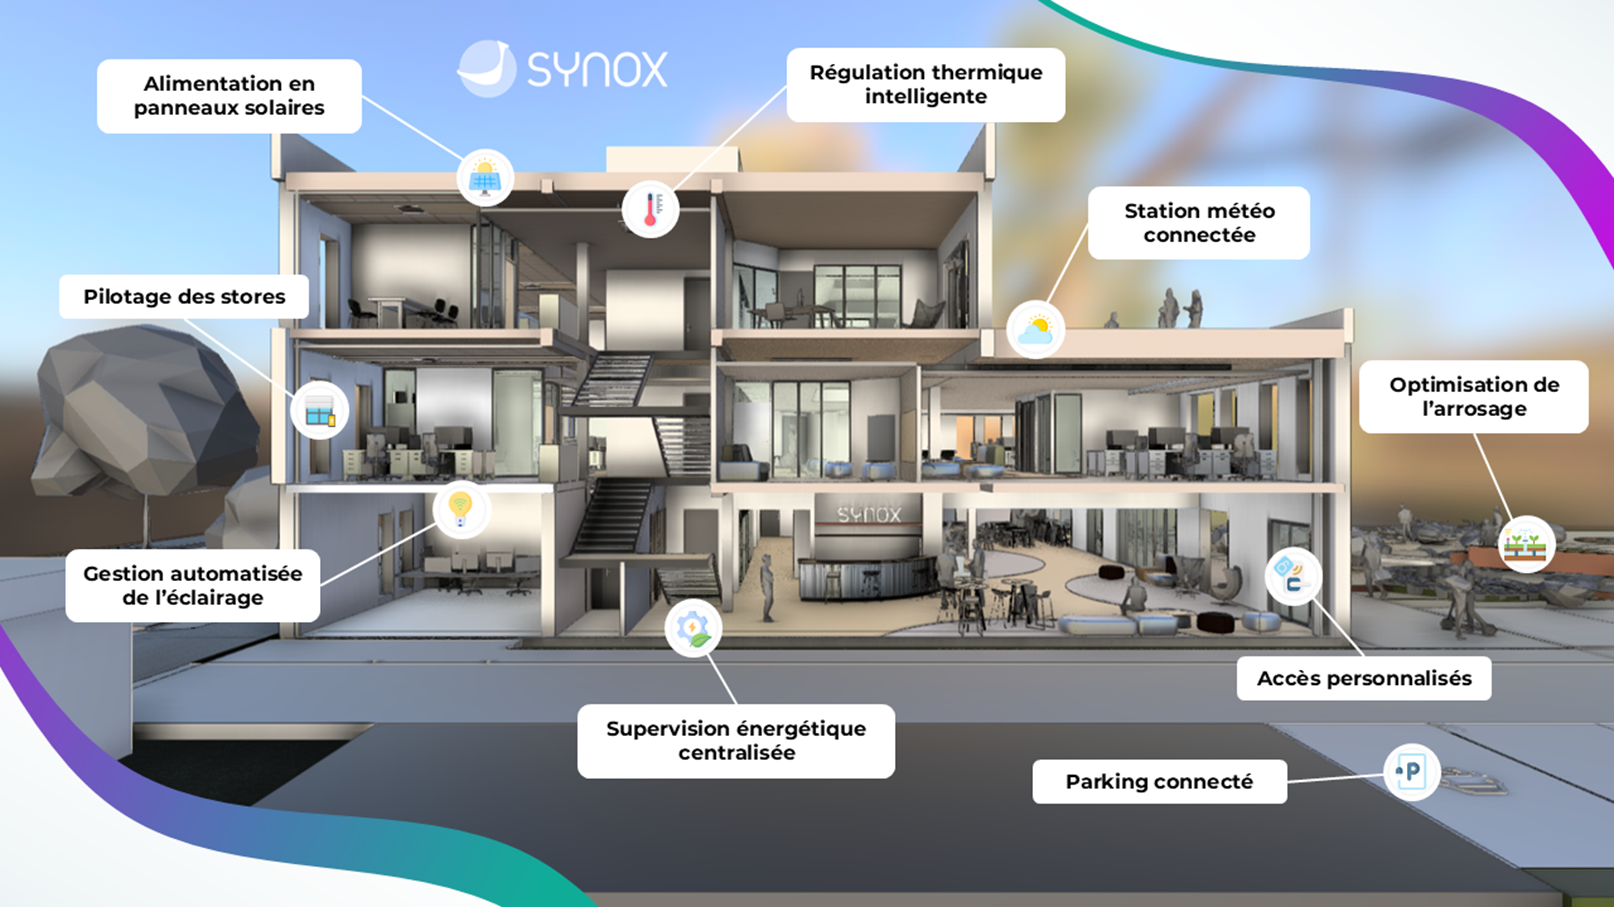 SYNOX
Alimentation en
panneaux solaires
Régulation thermique
intelligente
Station météo
connectée
Pilotage des stores
Optimisation de
l'arrosage
SYNOX
Gestion automatisée
de l'éclairage
Accès personnalisés
Supervision énergétique
centralisée
Parking connecté
P